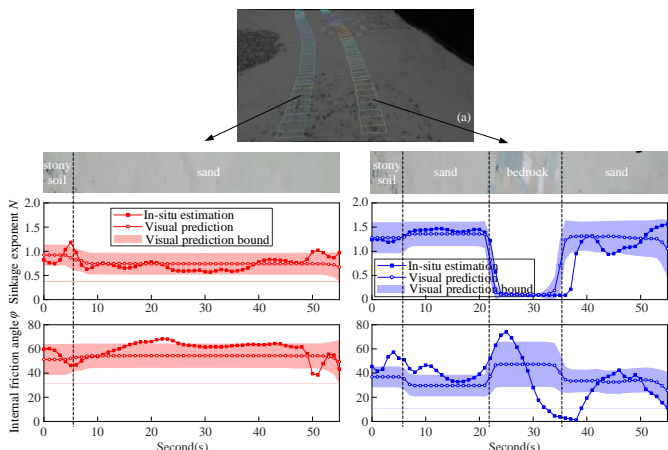 (a)
stony
soil
sand
stony
soil
sand
bedrock
sand
Sinkage exponent N
2.0
1.5
1.0
0.5
0.0
In-situ estimation
Visual prediction
Visual prediction bound
2.0
1.5
1.0
0.5
0.0
In-situ estimation
Visual prediction
Visual prediction bound
Internal friction angle φ
80
60
40
20
0
0
10
20
30
40
50
Second(s)
80
60
40
20
0
0
10
20
30
40
50
Second(s)